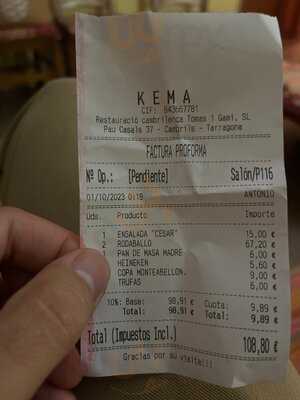 KEMA
CIF: B43667781
Restauració cambrilenca Tomas i Gami, SL
Pau Casals 37 - Cambrils - Tarragona
FACTURA PROFORMA
Nº Op.: [Pendiente] Salón/P116
01/10/2023 0:19 ANTONIO
Uds. Producto Importe
1 ENSALADA "CESAR" 15,00 €
2 RODABALLO 67,20 €
1 PAN DE MASA MADRE 6,00 €
HEINEKEN 5,60 €
COPA MONTEABELLON. 9,00 €
TRUFAS 6,00 €
10%: Base: 98,91 € Cuota: 9,89 €
Total: 98,91 € Total: 9,89 €
Total (Impuestos Incl.) 108,80 €
Gracias por su visita!!!